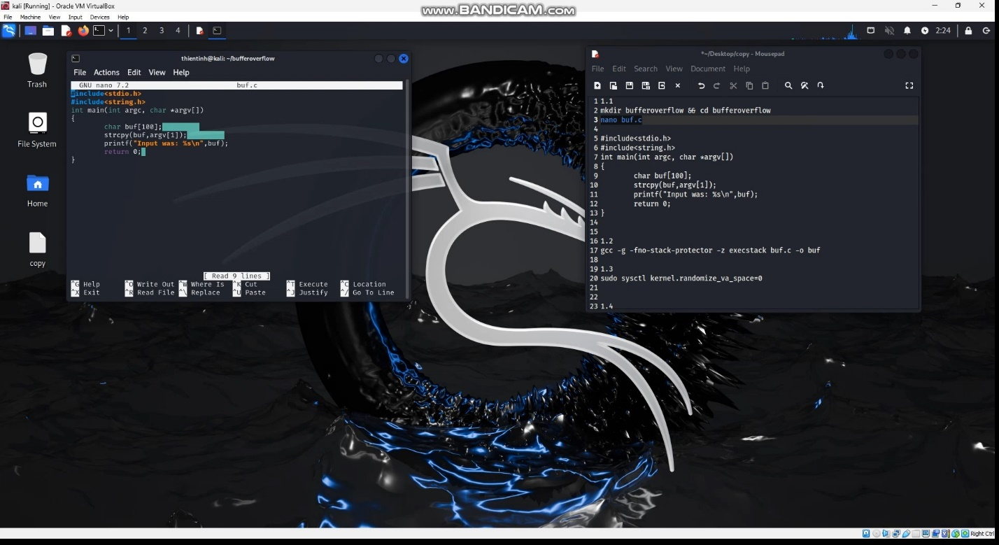 kali [Running] - Oracle VM VirtualBox
www.BANDICAM.com
File Machine View Input Devices Help
1 2 3 4
2:24
Trash
File System
Home
copy
thientinh@kali: ~/bufferoverflow
File Actions Edit View Help
GNU nano 7.2 buf.c
#include<stdio.h>
#include<string.h>
int main(int argc, char *argv[])
{
char buf[100];
strcpy(buf,argv[1]);
printf("Input was: %s\n",buf);
return 0;
}
[ Read 9 lines ]
^G Help ^O Write Out ^W Where Is ^K Cut ^T Execute ^C Location
^X Exit ^R Read File ^\ Replace ^U Paste ^J Justify ^/ Go To Line
*~/Desktop/copy - Mousepad
File Edit Search View Document Help
1 1.1
2 mkdir bufferoverflow && cd bufferoverflow
3 nano buf.c
4
5 #include<stdio.h>
6 #include<string.h>
7 int main(int argc, char *argv[])
8 {
9 char buf[100];
10 strcpy(buf,argv[1]);
11 printf("Input was: %s\n",buf);
12 return 0;
13 }
14
15
16 1.2
17 gcc -g -fno-stack-protector -z execstack buf.c -o buf
18
19 1.3
20 sudo sysctl kernel.randomize_va_space=0
21
22
23 1.4
Right Ctrl